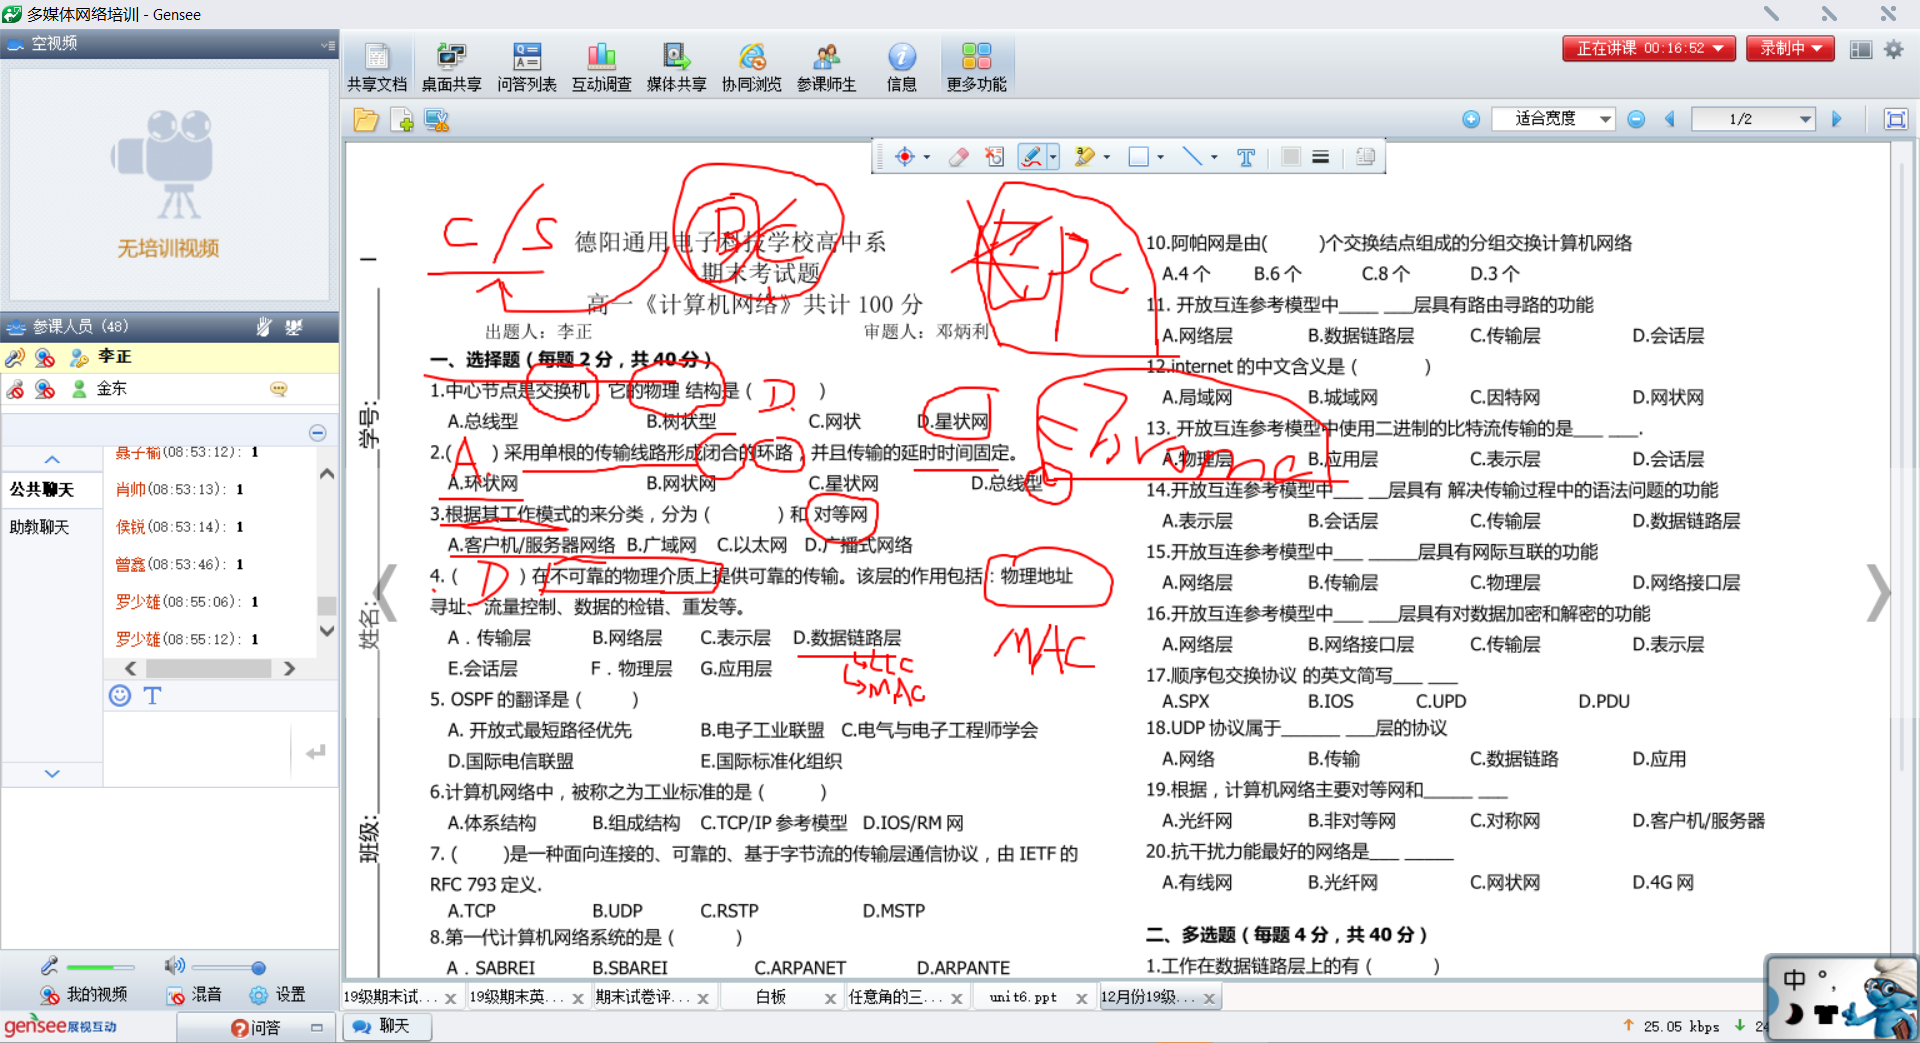 多媒体网络培训 - Gensee
空视频
无培训视频
参课人员 (48)
李正
金东
聂子榆(08:53:12): 1
肖帅(08:53:13): 1
侯锐(08:53:14): 1
曾鑫(08:53:46): 1
罗少雄(08:55:06): 1
罗少雄(08:55:12): 1
公共聊天
助教聊天
我的视频 混音 设置
gensee展视互动
问答
聊天
共享文档 桌面共享 问答列表 互动调查 媒体共享 协同浏览 参课师生 信息 更多功能
正在讲课 00:16:52
录制中
适合宽度
1/2
C/S
B/C
PC
德阳通用电子科技学校高中系
期末考试题
高一《计算机网络》共计 100 分
出题人：李正 审题人：邓炳利
学号:
姓名:
班级:
一、选择题（每题 2 分，共 40 分）
1.中心节点是交换机，它的物理 结构是（ D. ）
A.总线型 B.树状型 C.网状 D.星状网
2.( A. ）采用单根的传输线路形成闭合的环路，并且传输的延时时间固定。
A.环状网 B.网状网 C.星状网 D.总线型
3.根据其工作模式的来分类，分为（ ）和 对等网
A.客户机/服务器网络 B.广域网 C.以太网 D.广播式网络
4.（ D ）在不可靠的物理介质上提供可靠的传输。该层的作用包括：物理地址
寻址、流量控制、数据的检错、重发等。
A．传输层 B.网络层 C.表示层 D.数据链路层
E.会话层 F．物理层 G.应用层
LLC
MAC
MAC
5. OSPF 的翻译是（ ）
A. 开放式最短路径优先 B.电子工业联盟 C.电气与电子工程师学会
D.国际电信联盟 E.国际标准化组织
6.计算机网络中，被称之为工业标准的是（ ）
A.体系结构 B.组成结构 C.TCP/IP 参考模型 D.IOS/RM 网
7.（ )是一种面向连接的、可靠的、基于字节流的传输层通信协议，由 IETF 的
RFC 793 定义.
A.TCP B.UDP C.RSTP D.MSTP
8.第一代计算机网络系统的是（ ）
A．SABREI B.SBAREI C.ARPANET D.ARPANTE
10.阿帕网是由( )个交换结点组成的分组交换计算机网络
A.4 个 B.6 个 C.8 个 D.3 个
11. 开放互连参考模型中____ ____层具有路由寻路的功能
A.网络层 B.数据链路层 C.传输层 D.会话层
12.internet 的中文含义是（ ）
A.局域网 B.城域网 C.因特网 D.网状网
13. 开放互连参考模型中使用二进制的比特流传输的是___ ___.
A.物理层 B.应用层 C.表示层 D.会话层
14.开放互连参考模型中___ __层具有 解决传输过程中的语法问题的功能
A.表示层 B.会话层 C.传输层 D.数据链路层
15.开放互连参考模型中___ _____层具有网际互联的功能
A.网络层 B.传输层 C.物理层 D.网络接口层
16.开放互连参考模型中___ ___层具有对数据加密和解密的功能
A.网络层 B.网络接口层 C.传输层 D.表示层
17.顺序包交换协议 的英文简写___ ___
A.SPX B.IOS C.UPD D.PDU
18.UDP 协议属于______ ___层的协议
A.网络 B.传输 C.数据链路 D.应用
19.根据，计算机网络主要对等网和_____ ___
A.光纤网 B.非对等网 C.对称网 D.客户机/服务器
20.抗干扰力能最好的网络是___ _____
A.有线网 B.光纤网 C.网状网 D.4G 网
二、多选题（每题 4 分，共 40 分）
1.工作在数据链路层上的有（ ）
19级期末试... 19级期末英... 期末试卷评... 白板 任意角的三... unit6.ppt 12月份19级...
25.05 kbps
中 °,